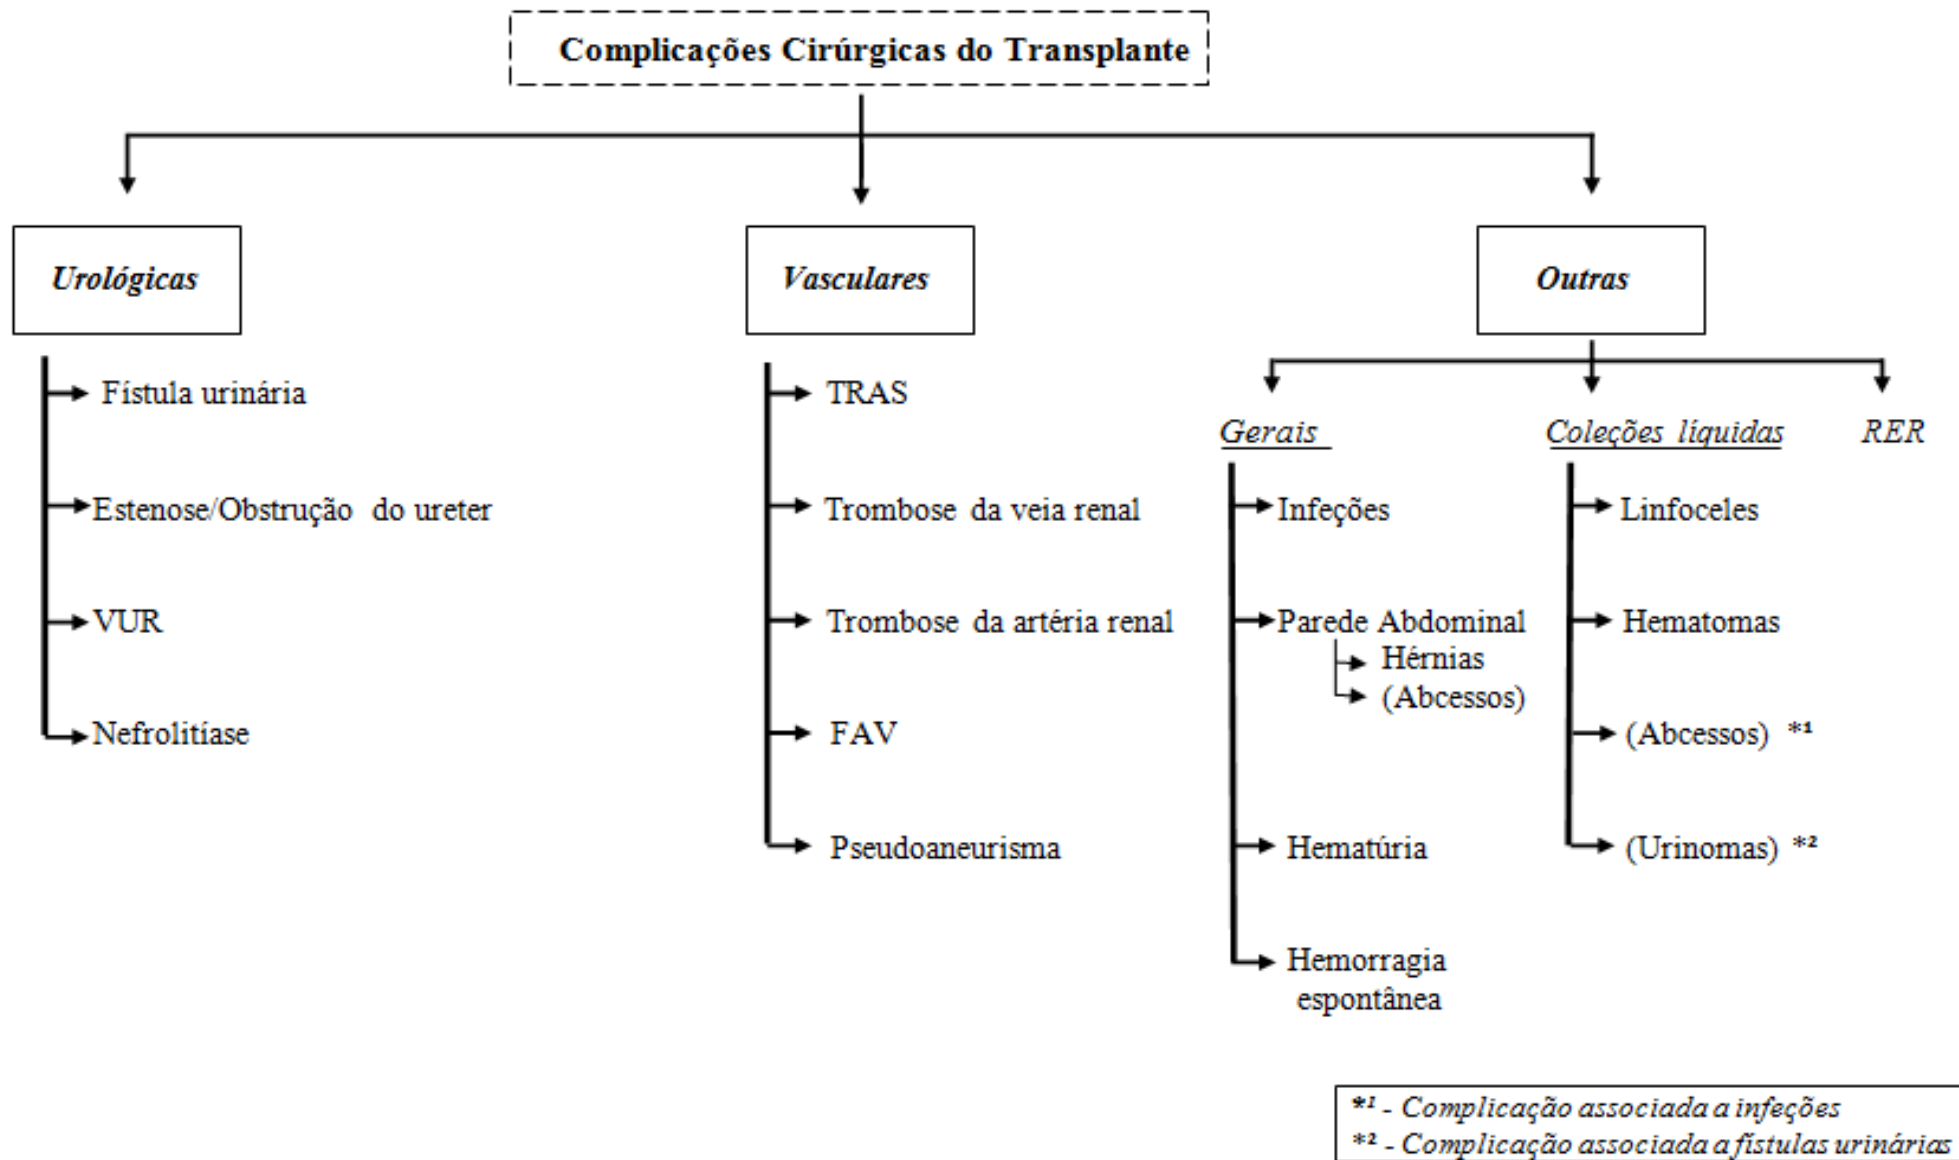 Complicações Cirúrgicas do Transplante
Urológicas
Fístula urinária
Estenose/Obstrução do ureter
VUR
Nefrolitíase
Vasculares
TRAS
Trombose da veia renal
Trombose da artéria renal
FAV
Pseudoaneurisma
Outras
Gerais
Infeções
Parede Abdominal
Hérnias
(Abcessos)
Hematúria
Hemorragia
espontânea
Coleções líquidas
Linfoceles
Hematomas
(Abcessos) *¹
(Urinomas) *²
RER
*¹ - Complicação associada a infeções
*² - Complicação associada a fístulas urinárias